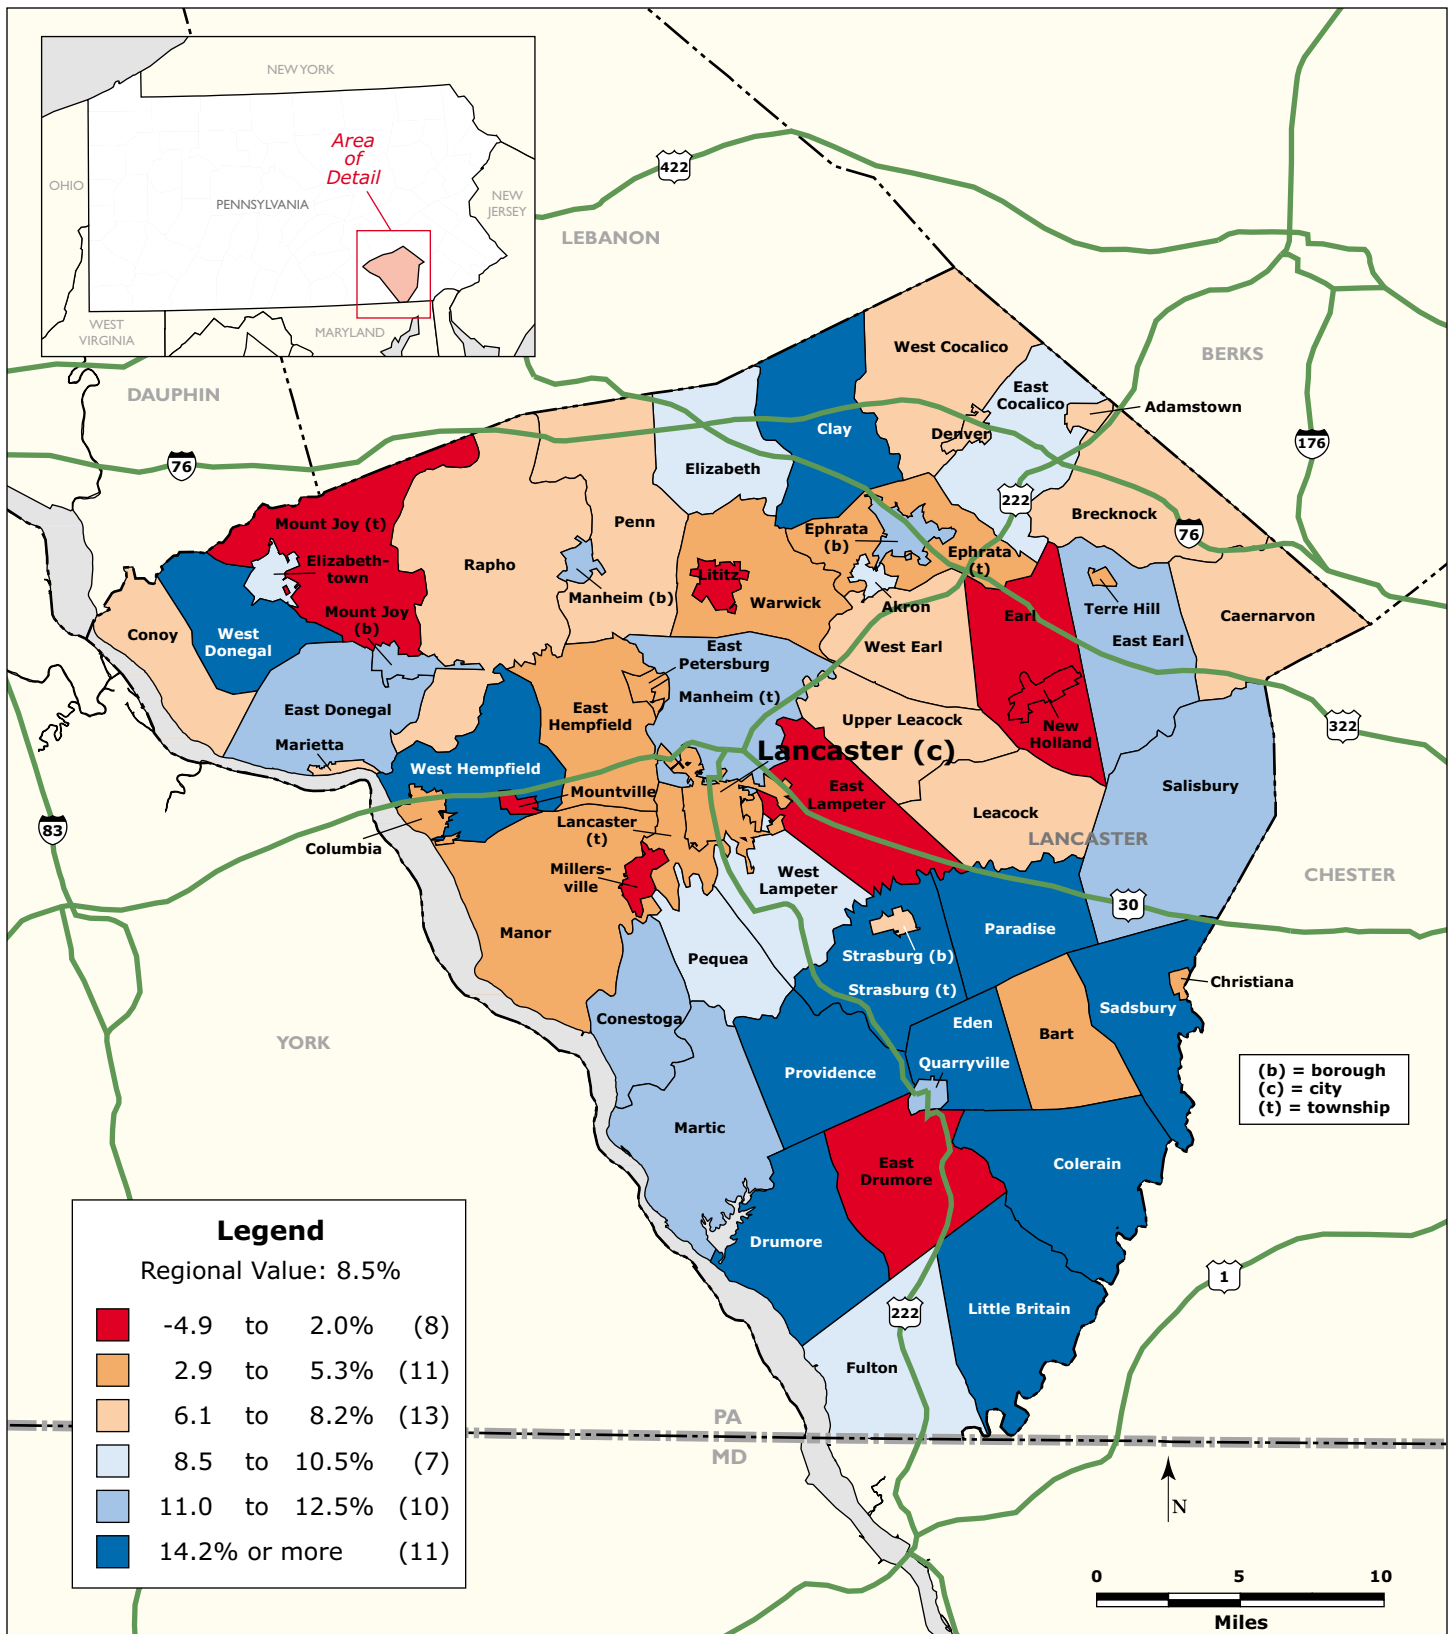 NEW YORK
Area
of
Detail
OHIO
PENNSYLVANIA
NEW
JERSEY
WEST
VIRGINIA
MARYLAND
422
LEBANON
BERKS
DAUPHIN
76
176
West Cocalico
East
Cocalico
Adamstown
Denver
Clay
Elizabeth
222
Brecknock
76
Mount Joy (t)
Elizabeth-
town
Mount Joy
(b)
Rapho
Penn
Manheim (b)
Lititz
Warwick
Ephrata
(b)
Ephrata
(t)
Akron
Earl
Terre Hill
East Earl
Caernarvon
Conoy
West
Donegal
West Earl
East
Petersburg
Manheim (t)
East Donegal
Marietta
East
Hempfield
Upper Leacock
New
Holland
322
Lancaster (c)
West Hempfield
Mountville
East
Lampeter
Leacock
Salisbury
LANCASTER
83
Columbia
Lancaster
(t)
Millers-
ville
West
Lampeter
CHESTER
30
Manor
Pequea
Strasburg (b)
Strasburg (t)
Paradise
Christiana
Sadsbury
Conestoga
Eden
Bart
YORK
Quarryville
Providence
(b) = borough
(c) = city
(t) = township
Martic
East
Drumore
Colerain
Drumore
Little Britain
1
222
Fulton
Legend
Regional Value: 8.5%
-4.9 to 2.0% (8)
2.9 to 5.3% (11)
6.1 to 8.2% (13)
8.5 to 10.5% (7)
11.0 to 12.5% (10)
14.2% or more (11)
PA
MD
N
0 5 10
Miles